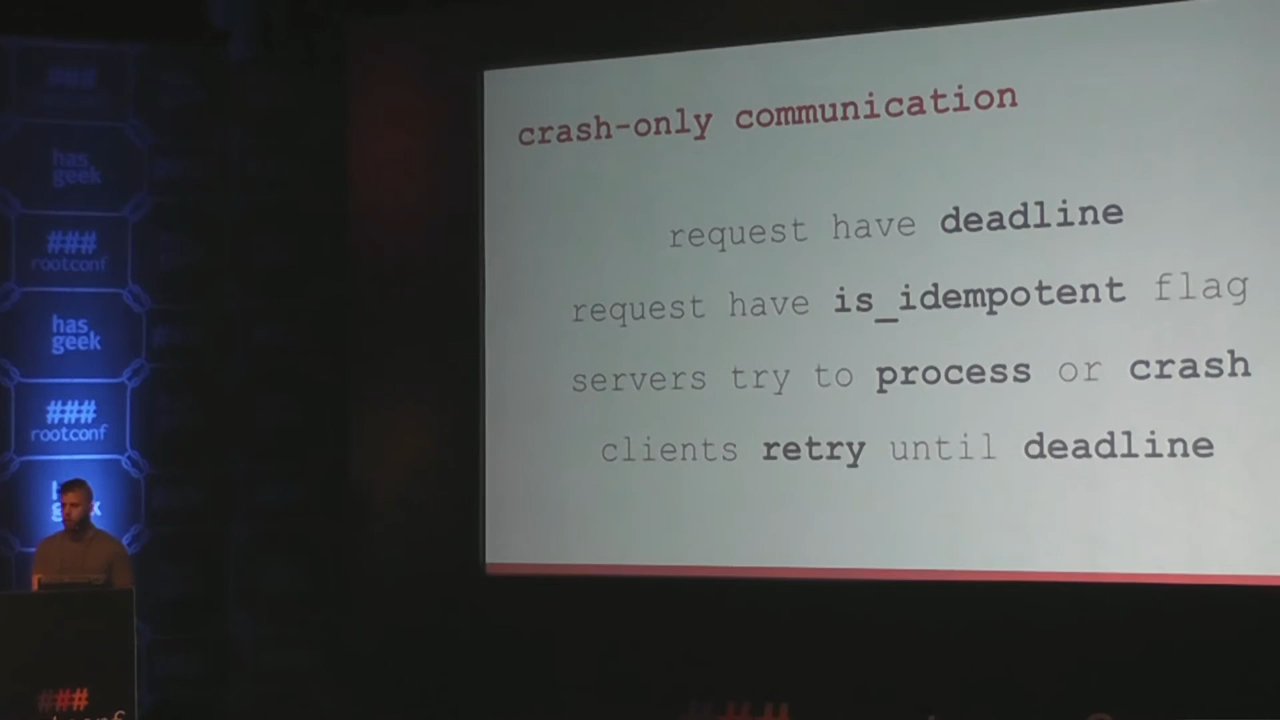 has
geek
###
rootconf
has
geek
###
rootconf
crash-only communication
request have deadline
request have is_idempotent flag
servers try to process or crash
clients retry until deadline
###